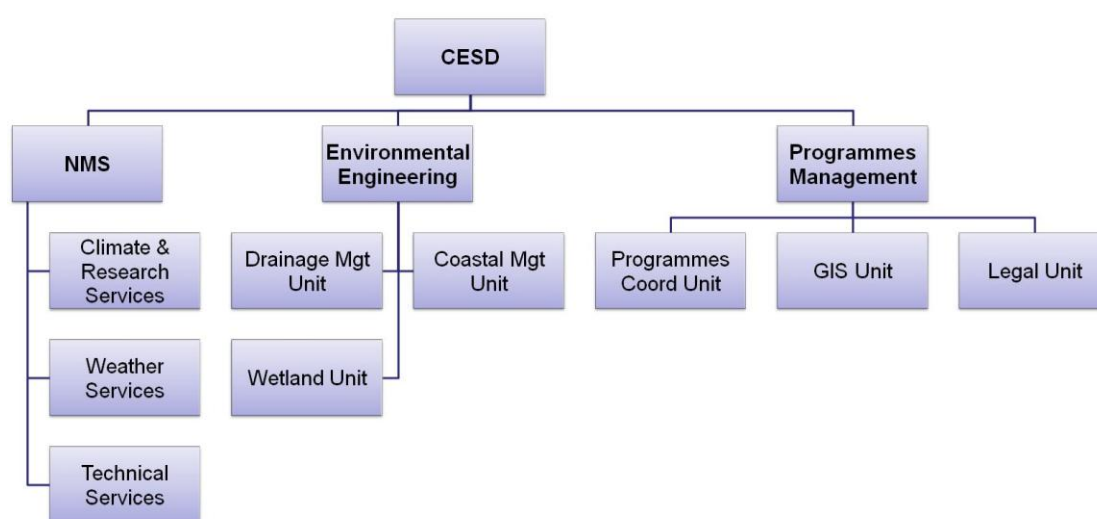 CESD
NMS
Environmental
Engineering
Programmes
Management
Climate &
Research
Services
Drainage Mgt
Unit
Coastal Mgt
Unit
Programmes
Coord Unit
GIS Unit
Legal Unit
Weather
Services
Wetland Unit
Technical
Services